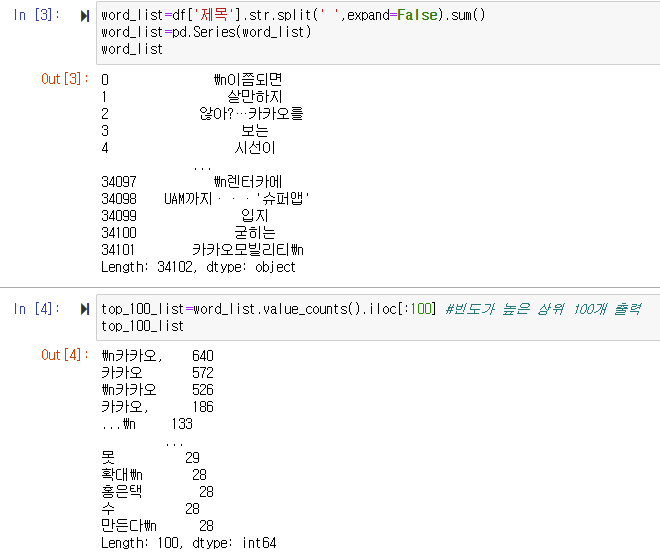 In [3]: word_list=df['제목'].str.split(' ',expand=False).sum()
word_list=pd.Series(word_list)
word_list
Out[3]: 0 ₩n이쯤되면
1 살만하지
2 않아?…카카오를
3 보는
4 시선이
...
34097 ₩n렌터카에
34098 UAM까지···'슈퍼앱'
34099 입지
34100 굳히는
34101 카카오모빌리티₩n
Length: 34102, dtype: object
In [4]: top_100_list=word_list.value_counts().iloc[:100] #빈도가 높은 상위 100개 출력
top_100_list
Out[4]: ₩n카카오, 640
카카오 572
₩n카카오 526
카카오, 186
...₩n 133
...
못 29
확대₩n 28
홍은택 28
수 28
만든다₩n 28
Length: 100, dtype: int64